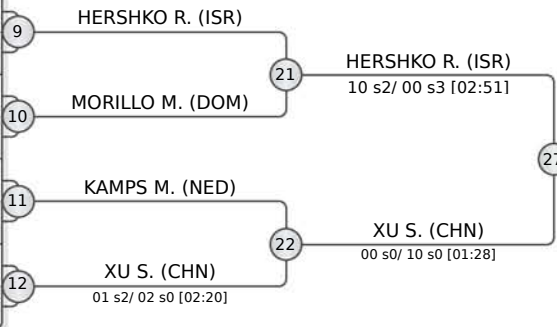 HERSHKO R. (ISR)
9
21
HERSHKO R. (ISR)
10 s2/ 00 s3 [02:51]
MORILLO M. (DOM)
10
27
KAMPS M. (NED)
11
22
XU S. (CHN)
00 s0/ 10 s0 [01:28]
XU S. (CHN)
12
01 s2/ 02 s0 [02:20]